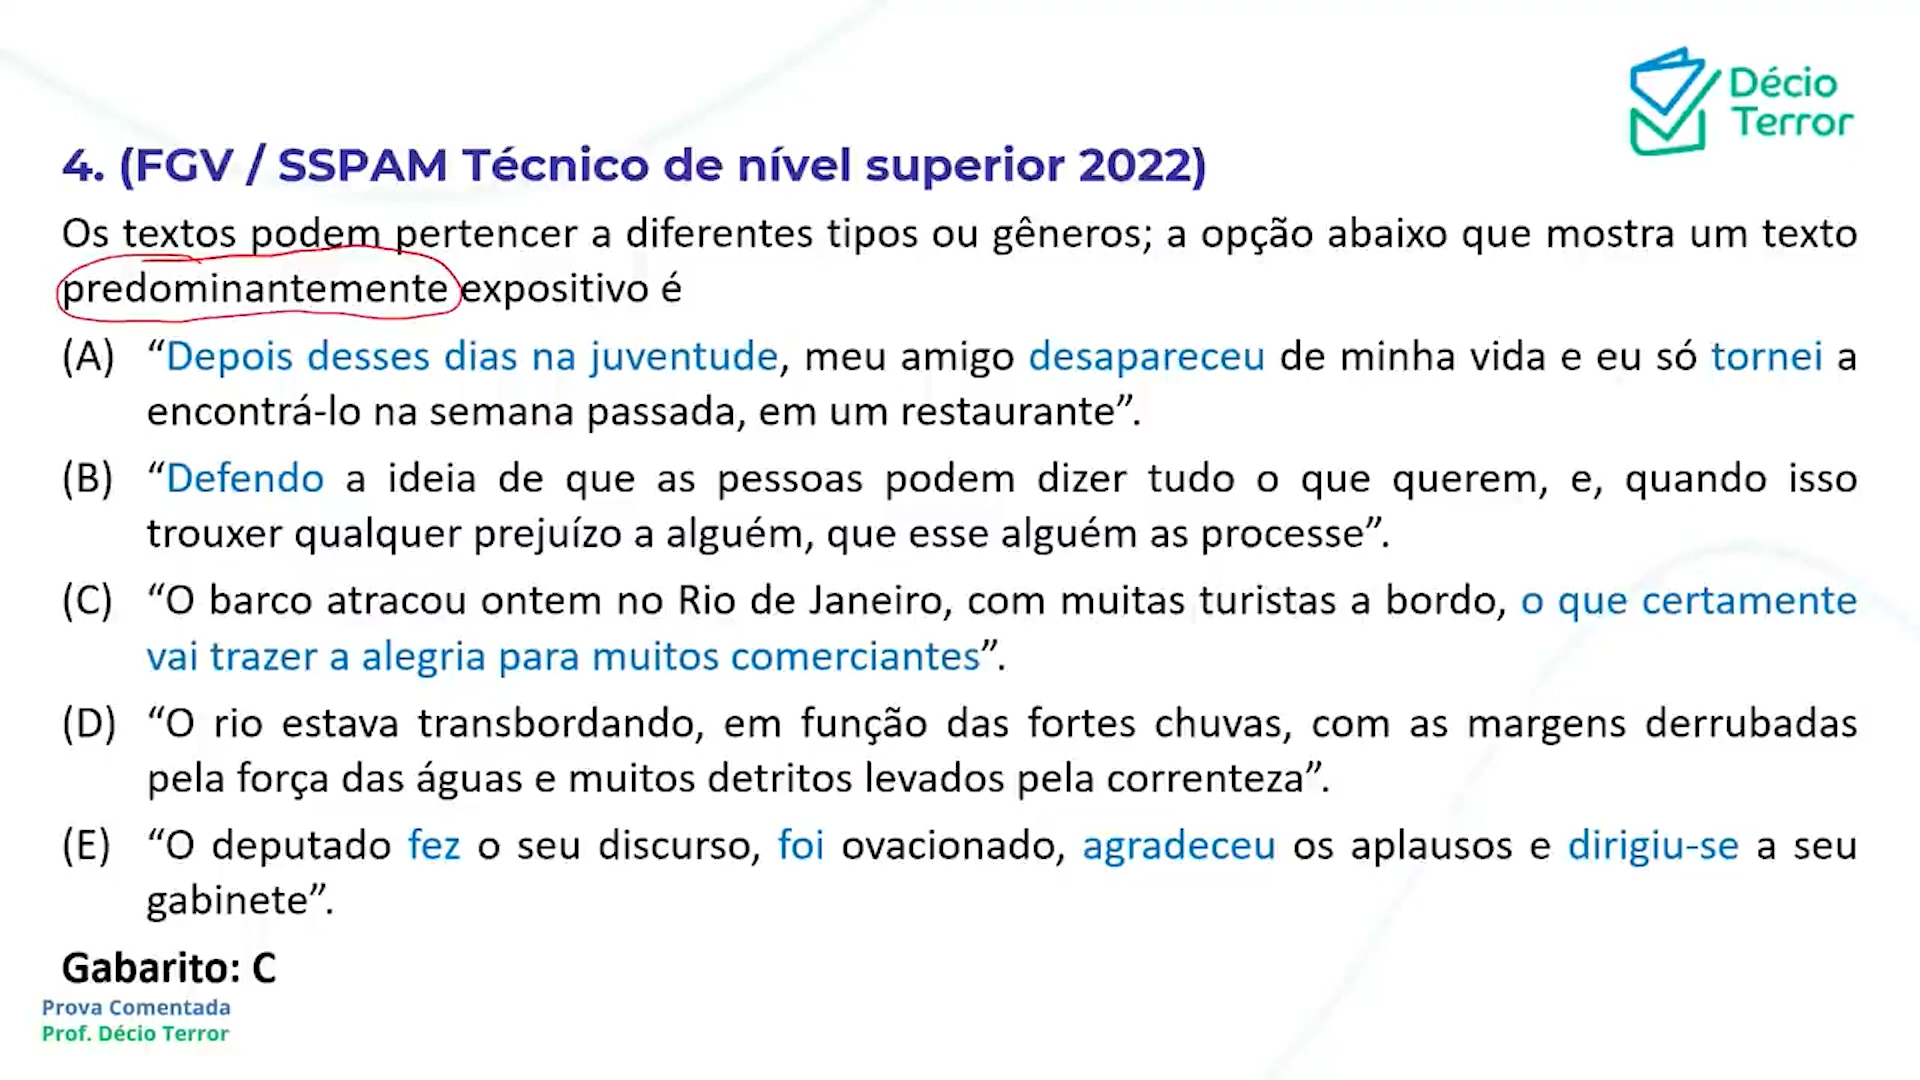 Décio
Terror
4. (FGV / SSPAM Técnico de nível superior 2022)
Os textos podem pertencer a diferentes tipos ou gêneros; a opção abaixo que mostra um texto
predominantemente expositivo é
(A) “Depois desses dias na juventude, meu amigo desapareceu de minha vida e eu só tornei a
encontrá-lo na semana passada, em um restaurante”.
(B) “Defendo a ideia de que as pessoas podem dizer tudo o que querem, e, quando isso
trouxer qualquer prejuízo a alguém, que esse alguém as processe”.
(C) “O barco atracou ontem no Rio de Janeiro, com muitas turistas a bordo, o que certamente
vai trazer a alegria para muitos comerciantes”.
(D) “O rio estava transbordando, em função das fortes chuvas, com as margens derrubadas
pela força das águas e muitos detritos levados pela correnteza”.
(E) “O deputado fez o seu discurso, foi ovacionado, agradeceu os aplausos e dirigiu-se a seu
gabinete”.
Gabarito: C
Prova Comentada
Prof. Décio Terror